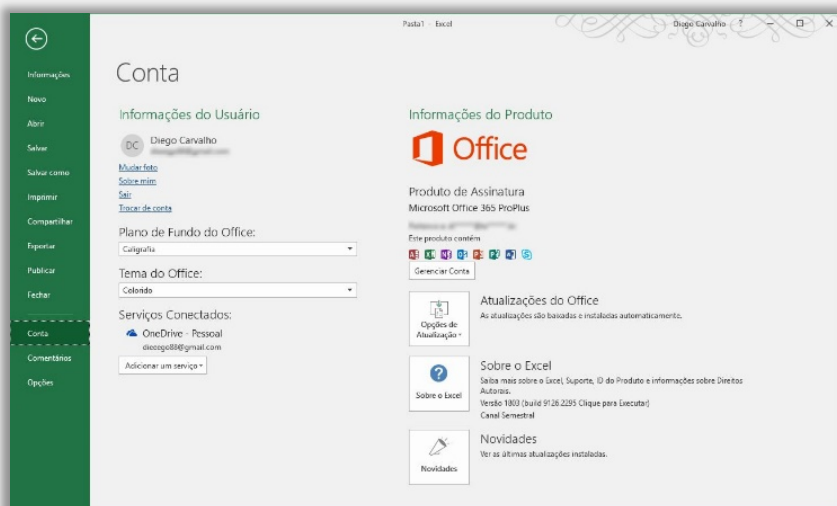 Pasta1 - Excel
Diego Carvalho ?
Informações
Novo
Abrir
Salvar
Salvar como
Imprimir
Compartilhar
Exportar
Publicar
Fechar
Conta
Comentários
Opções
Conta
Informações do Usuário
DC
Diego Carvalho
Mudar foto
Sobre mim
Sair
Trocar de conta
Plano de Fundo do Office:
Caligrafia
Tema do Office:
Colorido
Serviços Conectados:
OneDrive - Pessoal
dieeego88@gmail.com
Adicionar um serviço
Informações do Produto
Office
Produto de Assinatura
Microsoft Office 365 ProPlus
Este produto contém
Gerenciar Conta
Opções de
Atualização
Atualizações do Office
As atualizações são baixadas e instaladas automaticamente.
Sobre o Excel
Sobre o Excel
Saiba mais sobre o Excel, Suporte, ID do Produto e informações sobre Direitos
Autorais.
Versão 1803 (build 9126.2295 Clique para Executar)
Canal Semestral
Novidades
Novidades
Ver as últimas atualizações instaladas.